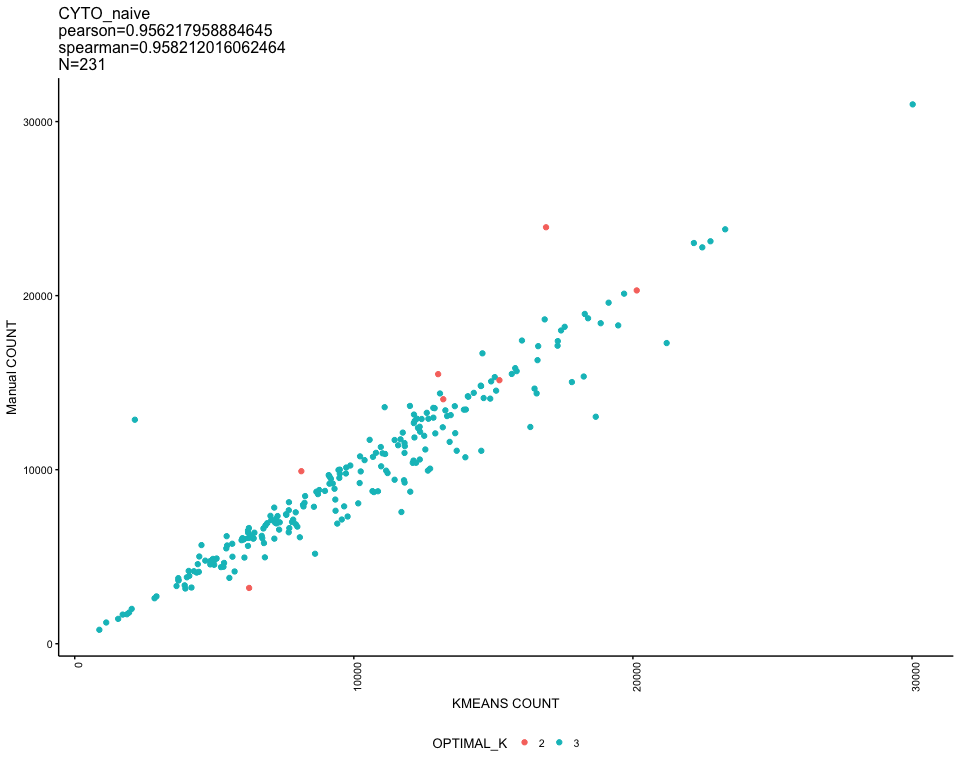 CYTO_naive
pearson=0.956217958884645
spearman=0.958212016062464
N=231
30000
20000
10000
0
Manual COUNT
0
10000
20000
30000
KMEANS COUNT
OPTIMAL_K 2 3